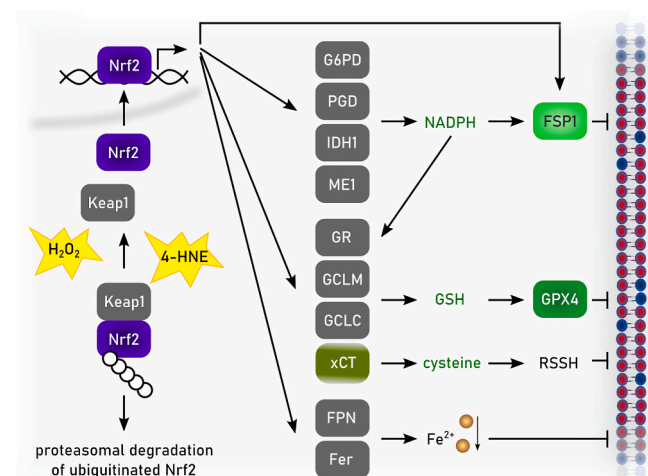 Nrf2
Nrf2
Keap1
H₂O₂
4-HNE
Keap1
Nrf2
proteasomal degradation
of ubiquitinated Nrf2
G6PD
PGD
IDH1
ME1
NADPH
FSP1
GR
GCLM
GCLC
GSH
GPX4
xCT
cysteine
RSSH
FPN
Fer
Fe²⁺